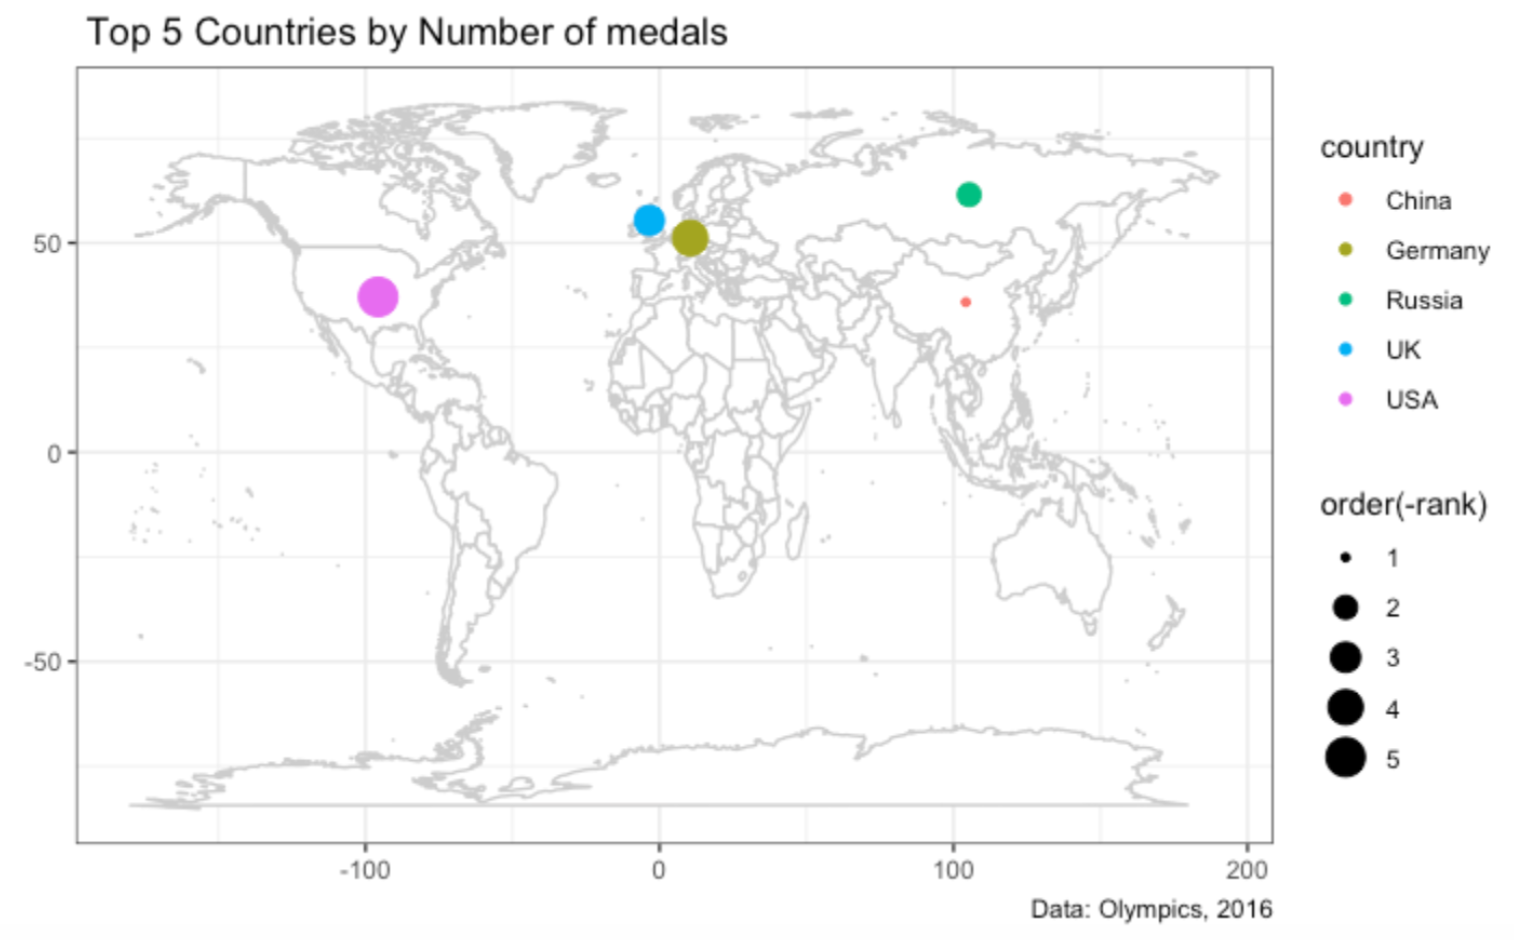 Top 5 Countries by Number of medals
50
0
-50
-100
0
100
200
Data: Olympics, 2016
country
China
Germany
Russia
UK
USA
order(-rank)
1
2
3
4
5